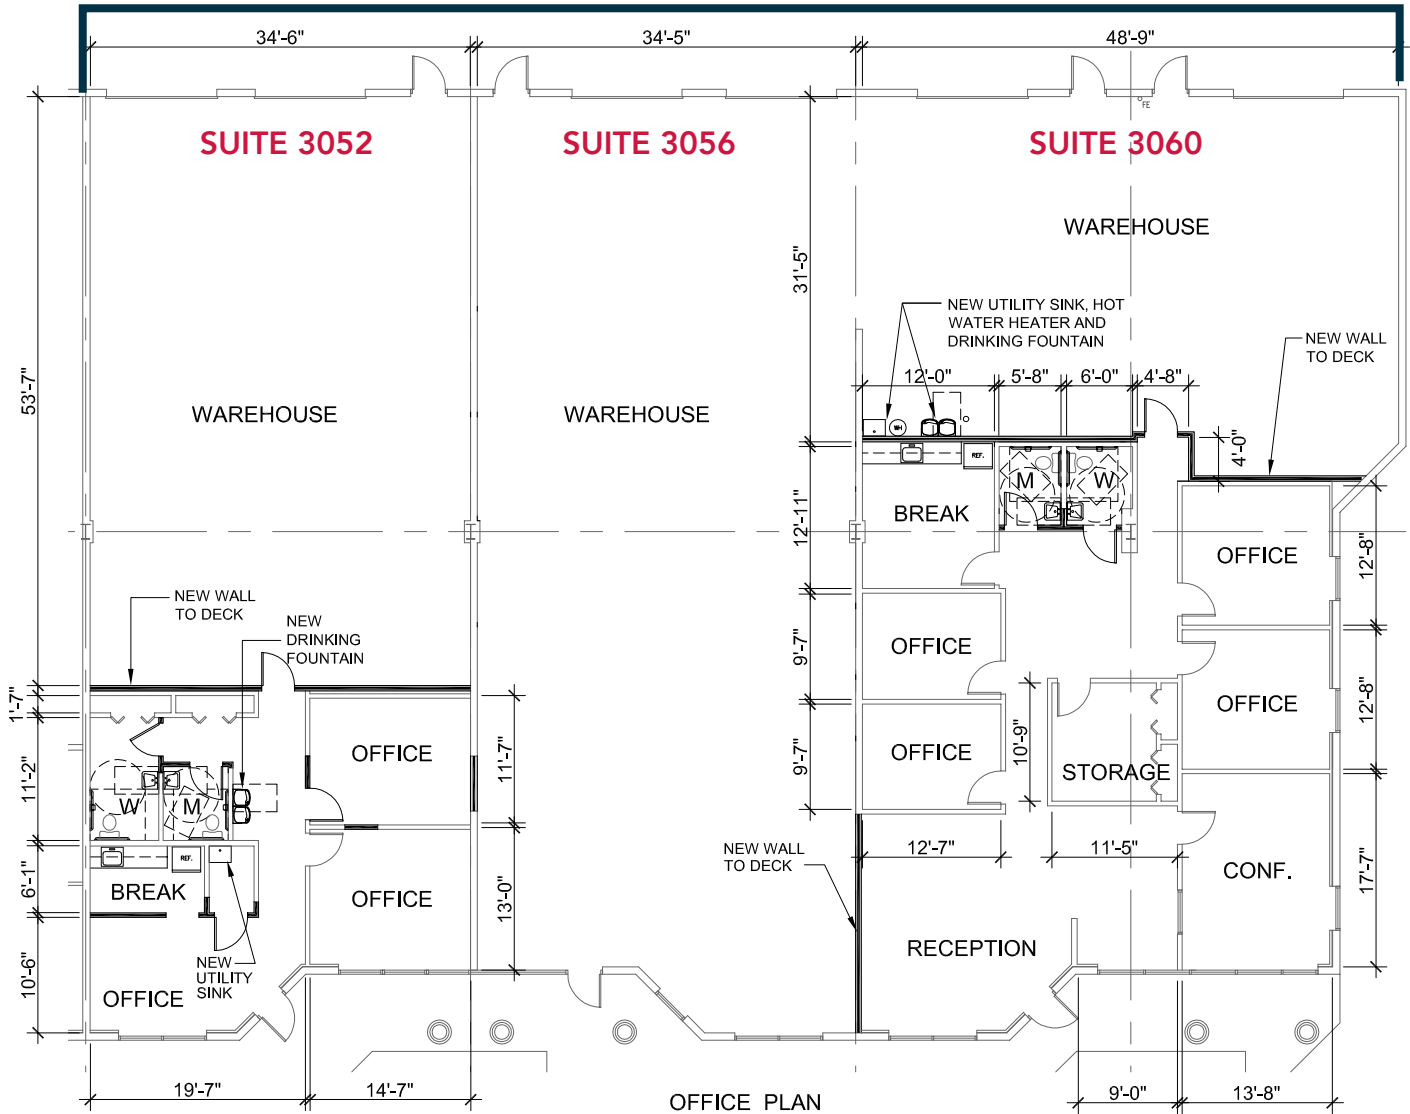 34'-6"
34'-5"
48'-9"
FE
SUITE 3052
SUITE 3056
SUITE 3060
WAREHOUSE
31'-5"
NEW UTILITY SINK, HOT
WATER HEATER AND
DRINKING FOUNTAIN
NEW WALL
TO DECK
53'-7"
12'-0"
5'-8"
6'-0"
4'-8"
WAREHOUSE
WAREHOUSE
WH
REF.
4'-0"
M
W
BREAK
12'-11"
OFFICE
12'-8"
NEW WALL
TO DECK
NEW
DRINKING
FOUNTAIN
OFFICE
9'-7"
1'-7"
OFFICE
12'-8"
OFFICE
9'-7"
10'-9"
STORAGE
OFFICE
11'-7"
11'-2"
W
M
NEW WALL
TO DECK
12'-7"
11'-5"
REF.
BREAK
6'-1"
OFFICE
13'-0"
CONF.
17'-7"
RECEPTION
NEW
UTILITY
SINK
10'-6"
OFFICE
19'-7"
14'-7"
9'-0"
13'-8"
OFFICE PLAN